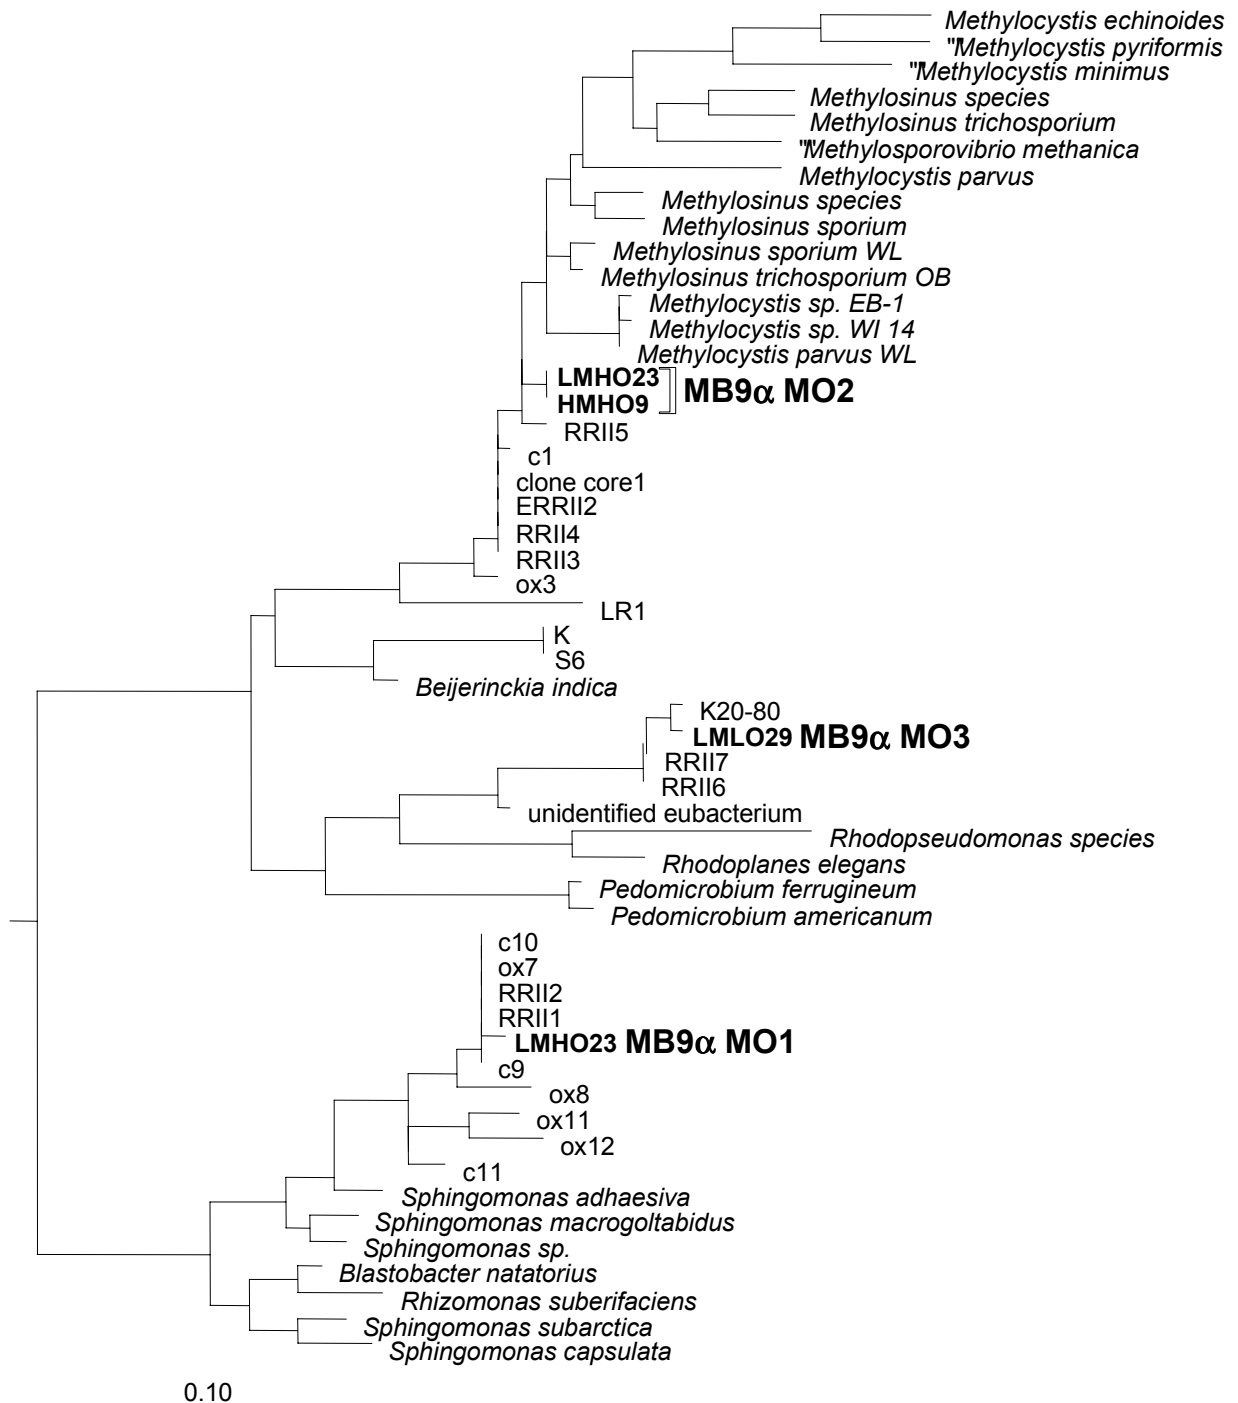 Methylocystis echinoides
""Methylocystis pyriformis
""Methylocystis minimus
Methylosinus species
Methylosinus trichosporium
""Methylosporovibrio methanica
Methylocystis parvus
Methylosinus species
Methylosinus sporium
Methylosinus sporium WL
Methylosinus trichosporium OB
Methylocystis sp. EB-1
Methylocystis sp. WI 14
Methylocystis parvus WL
LMHO23
MB9α MO2
HMHO9
RRII5
c1
clone core1
ERRII2
RRII4
RRII3
ox3
LR1
K
S6
Beijerinckia indica
K20-80
LMLO29 MB9α MO3
RRII7
RRII6
unidentified eubacterium
Rhodopseudomonas species
Rhodoplanes elegans
Pedomicrobium ferrugineum
Pedomicrobium americanum
c10
ox7
RRII2
RRII1
LMHO23 MB9α MO1
c9
ox8
ox11
ox12
c11
Sphingomonas adhaesiva
Sphingomonas macrogoltabidus
Sphingomonas sp.
Blastobacter natatorius
Rhizomonas suberifaciens
Sphingomonas subarctica
Sphingomonas capsulata
0.10